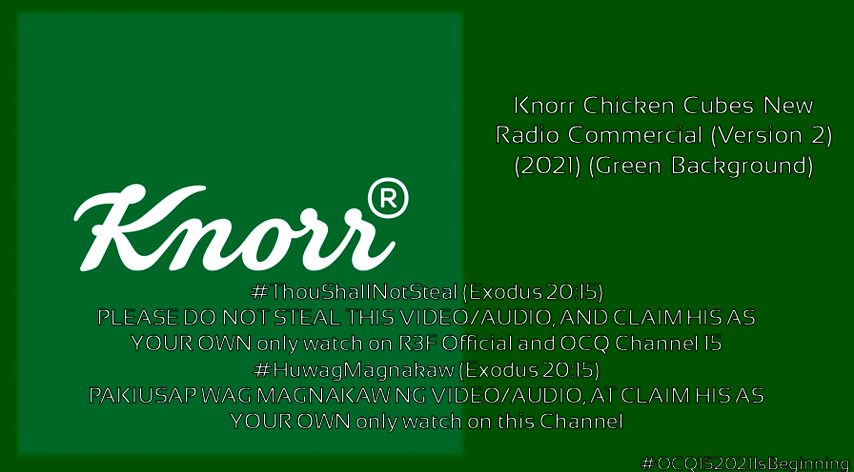 Knorr Chicken Cubes New
Radio Commercial (Version 2)
(2021) (Green Background)
Knorr®
#ThouShallNotSteal (Exodus 20:15)
PLEASE DO NOT STEAL THIS VIDEO/AUDIO, AND CLAIM HIS AS
YOUR OWN only watch on R3F Official and OCQ Channel 15
#HuwagMagnakaw (Exodus 20:15)
PAKIUSAP WAG MAGNAKAW NG VIDEO/AUDIO, AT CLAIM HIS AS
YOUR OWN only watch on this Channel
#OCQ152021IsBeginning